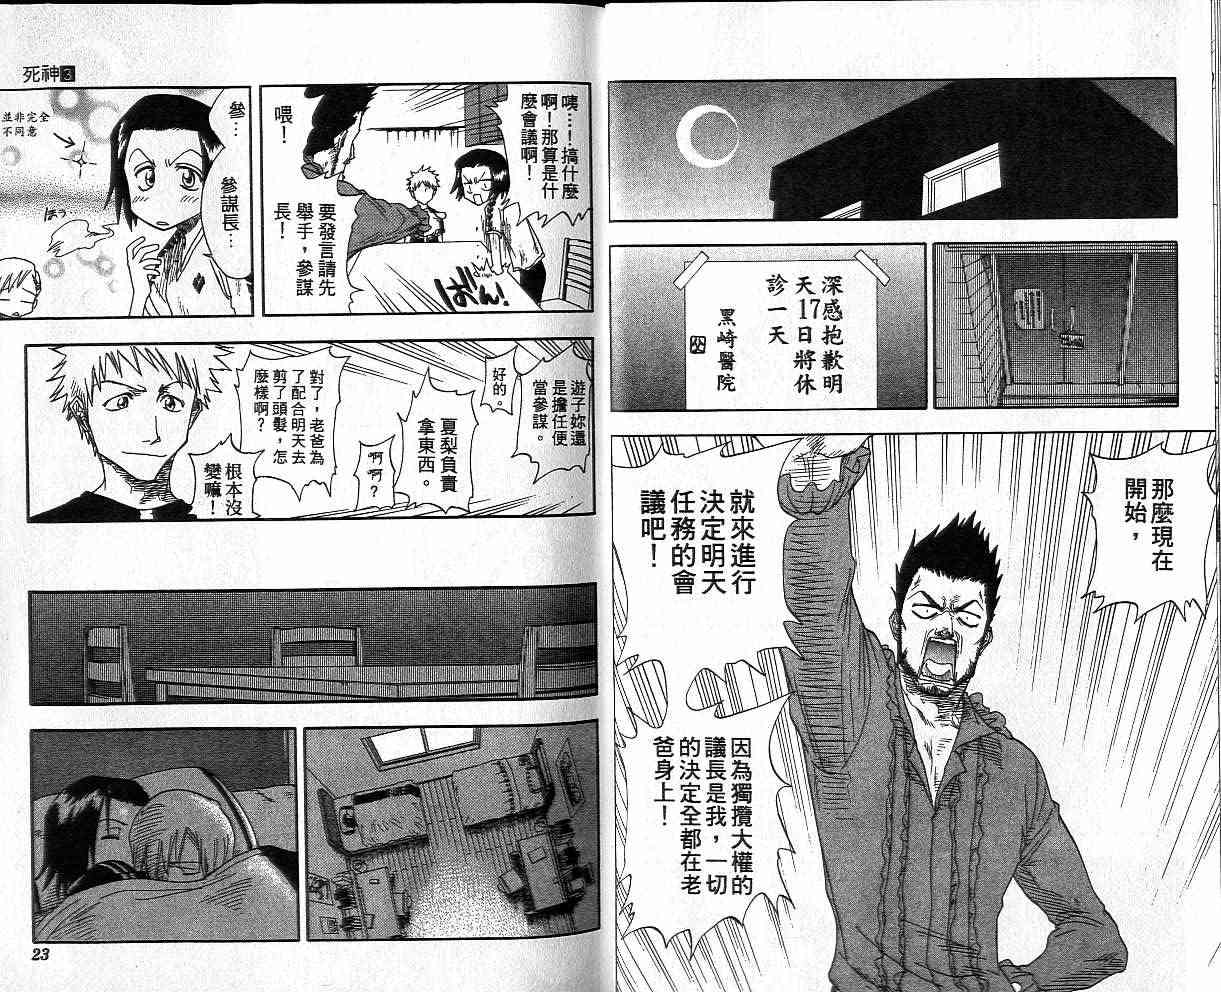 深感抱歉明
天17日將休
診一天
黑崎醫院
那麼現在
開始，
就來進行
決定明天
任務的會
議吧！
因為獨攬大權的
議長是我，一切
的決定全都在老
爸身上！
死神3
咦…！搞什麼
啊！那算是什
麼會議啊！
喂！
要發言請先
舉手，參謀
長！
ばん！
參…
參謀長…
並非完全
不同意
ほう
遊子妳還
是擔任便
當參謀。
好的。
夏梨負責
拿東西。
啊啊？
對了，老爸為
了配合明天去
剪了頭髮，怎
麼樣啊？
根本沒
變嘛！
23